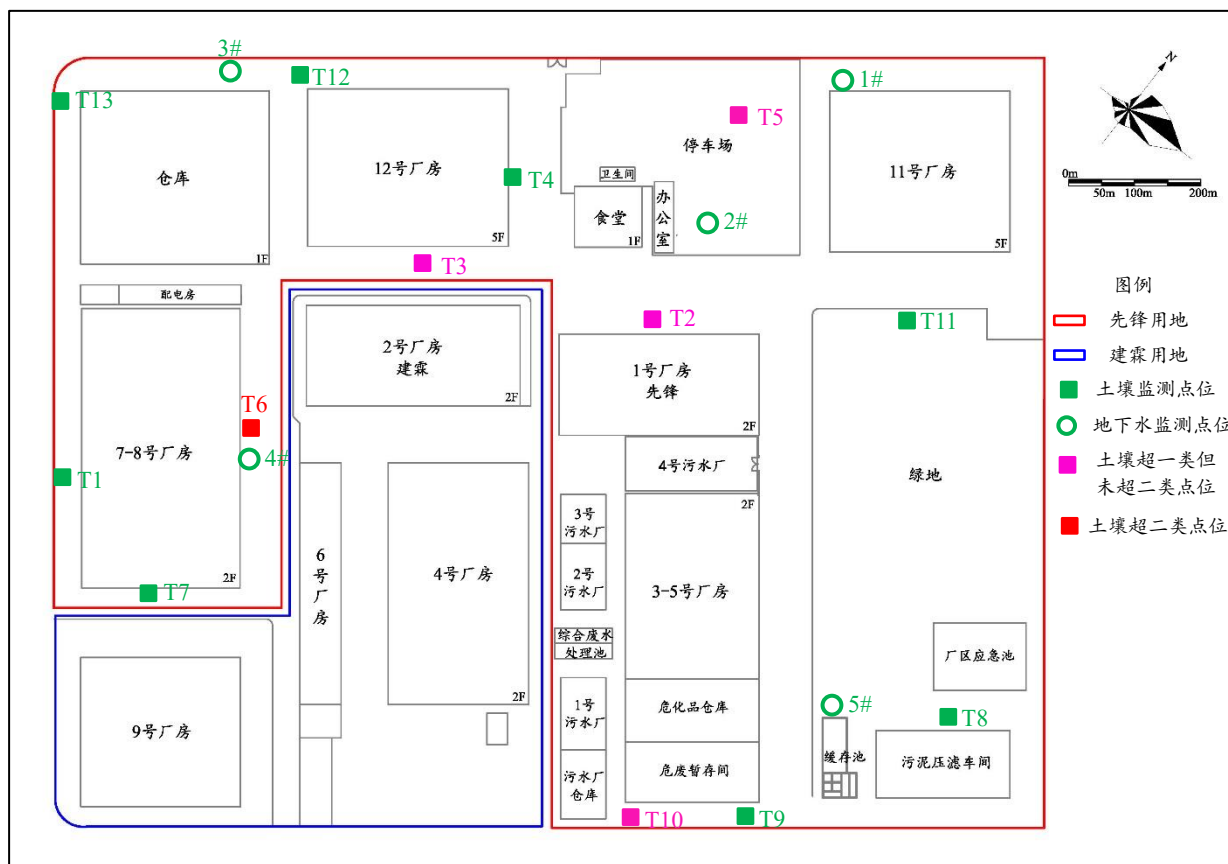 3#
T12
T13
1#
T5
N
仓库
12号厂房
停车场
11号厂房
T4
卫生间
食堂
办公室
2#
0m
50m 100m
200m
1F
5F
1F
5F
T3
配电房
图例
先锋用地
建霖用地
土壤监测点位
地下水监测点位
土壤超一类但
未超二类点位
土壤超二类点位
T2
T11
2号厂房
建霖
2F
1号厂房
先锋
2F
T6
7-8号厂房
4#
T1
4号污水厂
2F
绿地
3号
污水厂
2号
污水厂
6号厂房
4号厂房
3-5号厂房
2F
T7
综合废水
处理池
厂区应急池
9号厂房
2F
1号
污水厂
危化品仓库
5#
T8
缓存池
污泥压滤车间
污水厂
仓库
危废暂存间
T10
T9